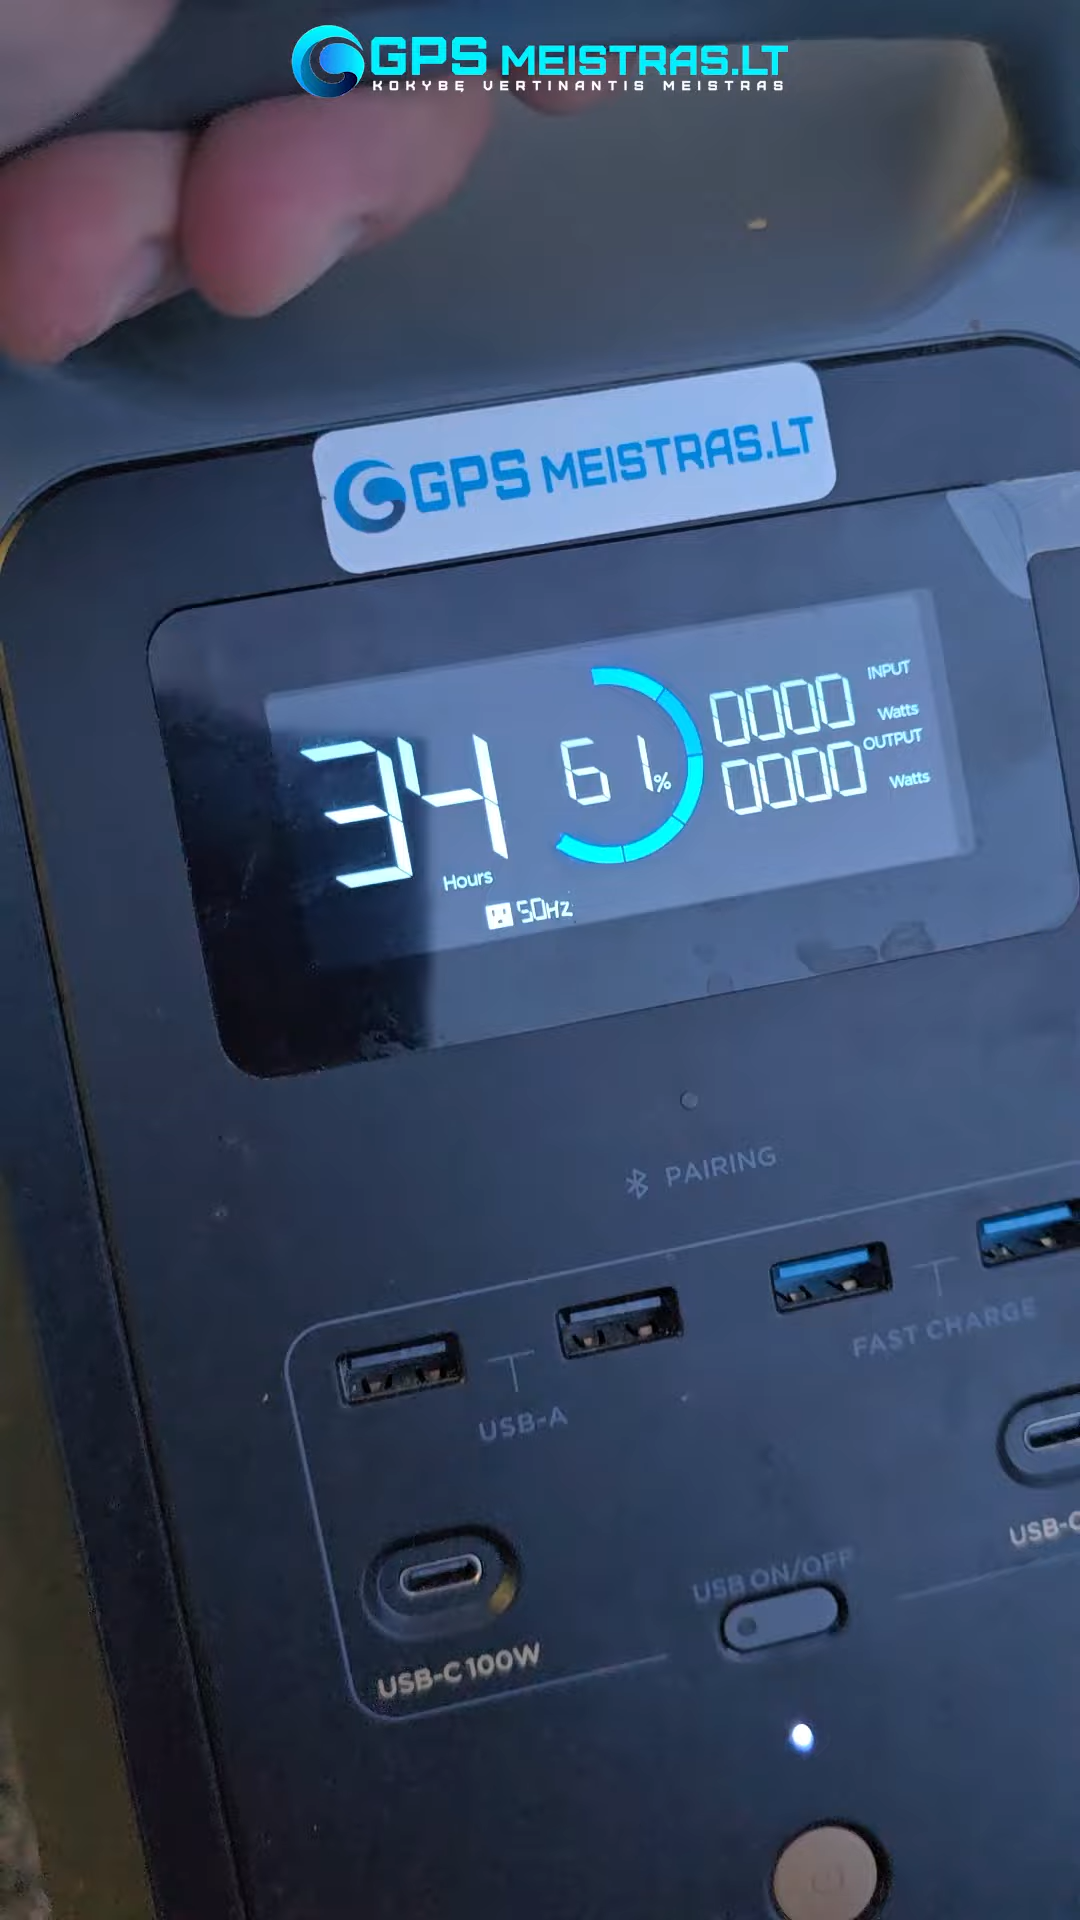 GPS MEISTRAS.LT
KOKYBĘ VERTINANTIS MEISTRAS
GPS MEISTRAS.LT
34 Hours
61%
0000 INPUT Watts
0000 OUTPUT Watts
50Hz
PAIRING
USB-A
FAST CHARGE
USB-C 100W
USB ON/OFF
USB-C